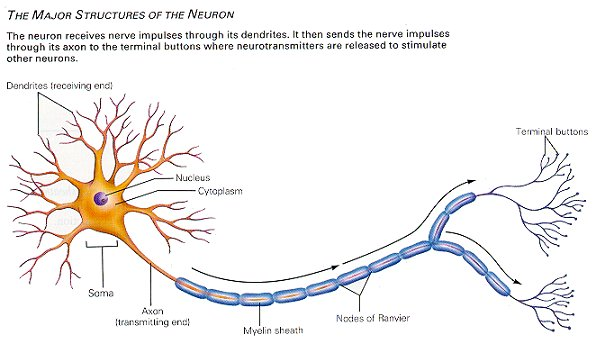 THE MAJOR STRUCTURES OF THE NEURON
The neuron receives nerve impulses through its dendrites. It then sends the nerve impulses
through its axon to the terminal buttons where neurotransmitters are released to stimulate
other neurons.
Dendrites (receiving end)
Terminal buttons
Nucleus
Cytoplasm
Soma
Axon
(transmitting end)
Myelin sheath
Nodes of Ranvier